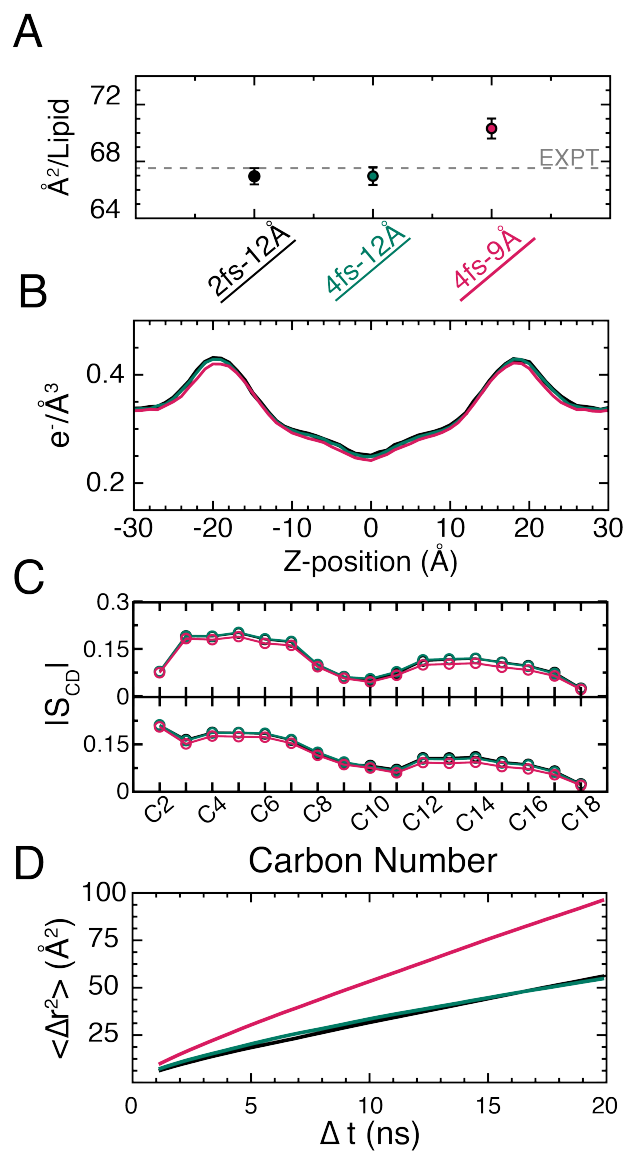 A
72
68
64
Å²/Lipid
EXPT
2fs-12Å
4fs-12Å
4fs-9Å
B
0.4
0.2
e⁻/Å³
-30 -20 -10 0 10 20 30
Z-position (Å)
C
0.3
0.15
0
0.15
0
|S_CD|
C2 C4 C6 C8 C10 C12 C14 C16 C18
Carbon Number
D
100
75
50
25
<Δr²> (Å²)
0 5 10 15 20
Δ t (ns)